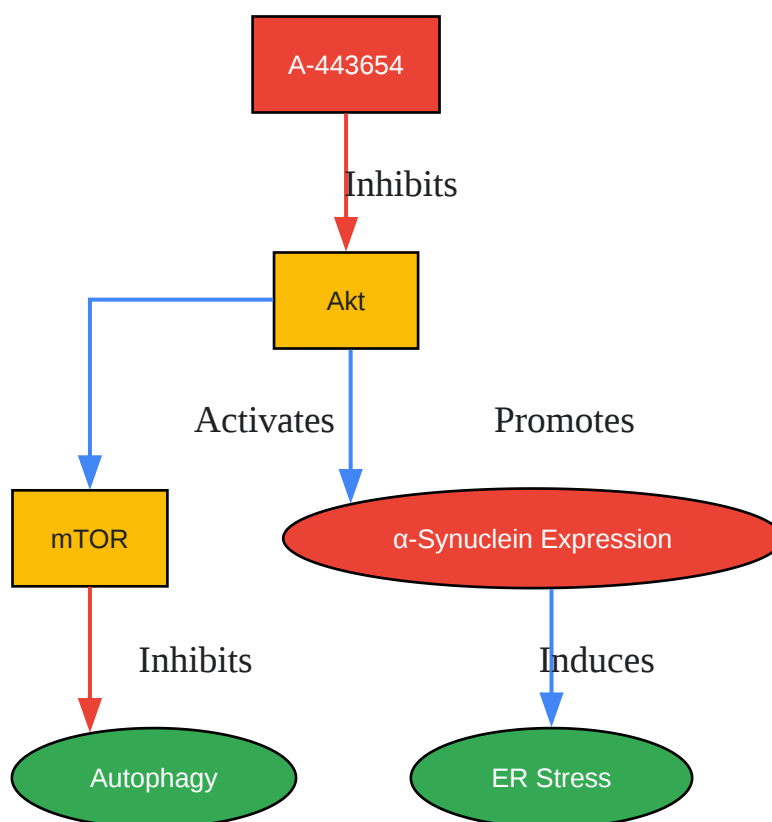 A-443654
Inhibits
Akt
Activates
Promotes
mTOR
α-Synuclein Expression
Inhibits
Induces
Autophagy
ER Stress